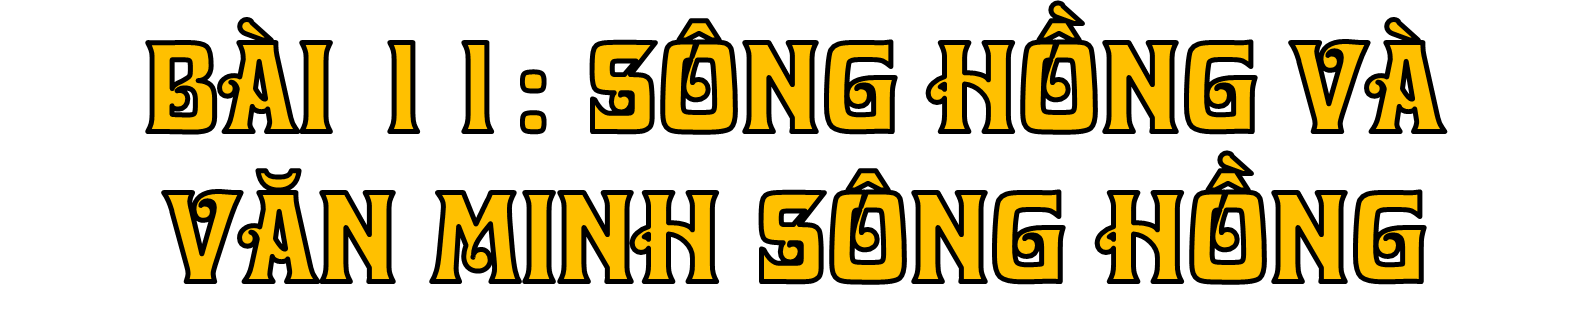 BÀI 11: SÔNG HỒNG VÀ
VĂN MINH SÔNG HỒNG